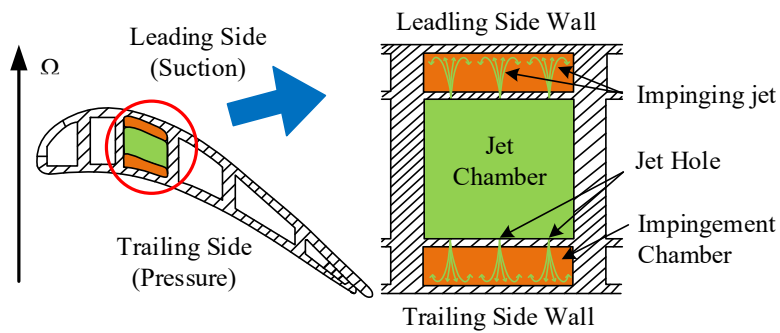 Leading Side
(Suction)
Ω
Trailing Side
(Pressure)
Leadling Side Wall
Impinging jet
Jet
Chamber
Jet Hole
Impingement
Chamber
Trailing Side Wall